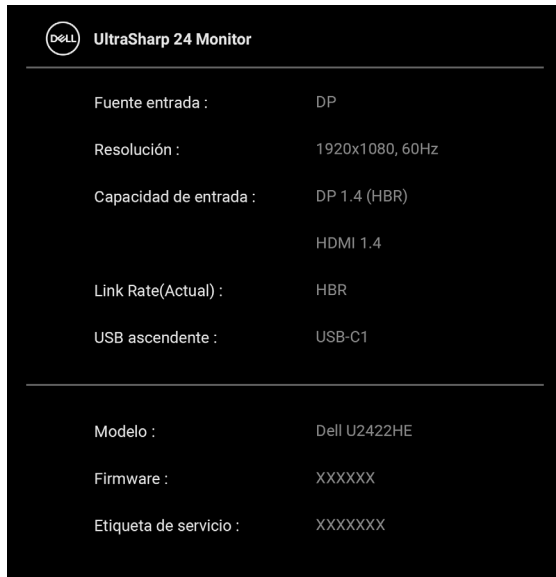 DELL UltraSharp 24 Monitor
Fuente entrada : DP
Resolución : 1920x1080, 60Hz
Capacidad de entrada : DP 1.4 (HBR)
HDMI 1.4
Link Rate(Actual) : HBR
USB ascendente : USB-C1
Modelo : Dell U2422HE
Firmware : XXXXXX
Etiqueta de servicio : XXXXXXX